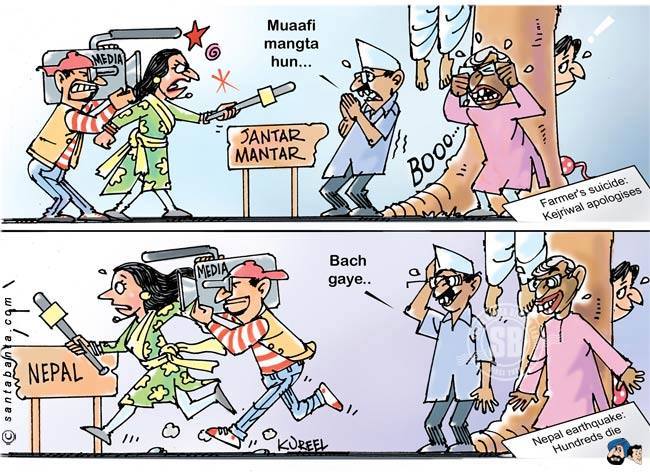 MEDIA
Muaafi
mangta
hun...
JANTAR
MANTAR
BOOO...
Farmer's suicide:
Kejriwal apologises
MEDIA
Bach
gaye..
NEPAL
KUREEL
Nepal earthquake:
Hundreds die
© santabanta.com